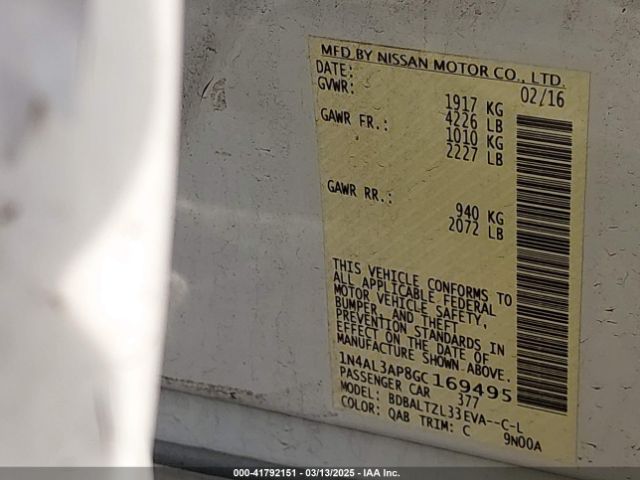 MFD BY NISSAN MOTOR CO., LTD.
DATE: 02/16
GVWR: 1917 KG
4226 LB
GAWR FR.: 1010 KG
2227 LB
GAWR RR.: 940 KG
2072 LB
THIS VEHICLE CONFORMS TO
ALL APPLICABLE FEDERAL
MOTOR VEHICLE SAFETY,
BUMPER, AND THEFT
PREVENTION STANDARDS IN
EFFECT ON THE DATE OF
MANUFACTURE SHOWN ABOVE.
1N4AL3AP8GC169495
PASSENGER CAR 377
MODEL: BDBALTZL33EVA--C-L
COLOR: QAB TRIM: C 9N00A
000-41792151 | 03/13/2025 | IAA Inc.